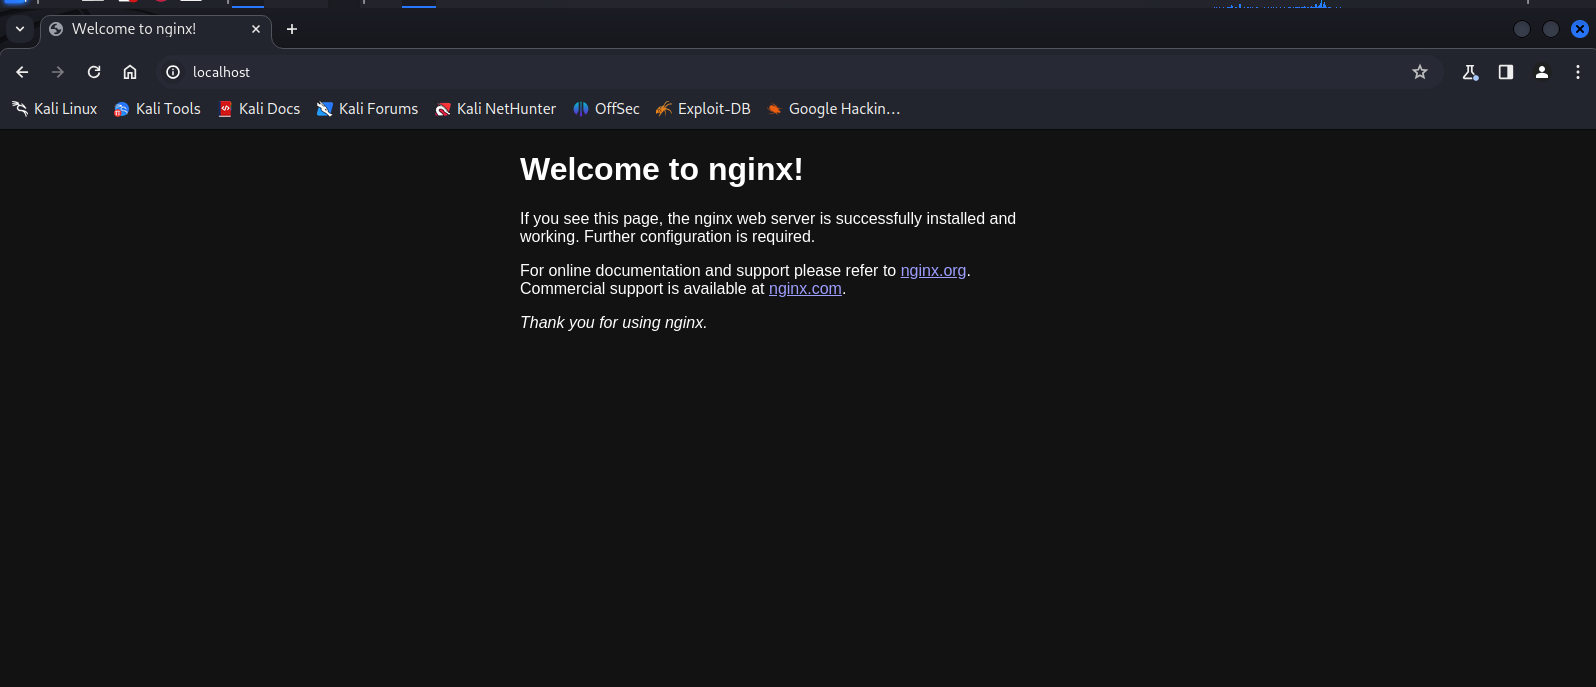 Welcome to nginx!
localhost
Kali Linux Kali Tools Kali Docs Kali Forums Kali NetHunter OffSec Exploit-DB Google Hackin…
Welcome to nginx!
If you see this page, the nginx web server is successfully installed and
working. Further configuration is required.
For online documentation and support please refer to nginx.org.
Commercial support is available at nginx.com.
Thank you for using nginx.